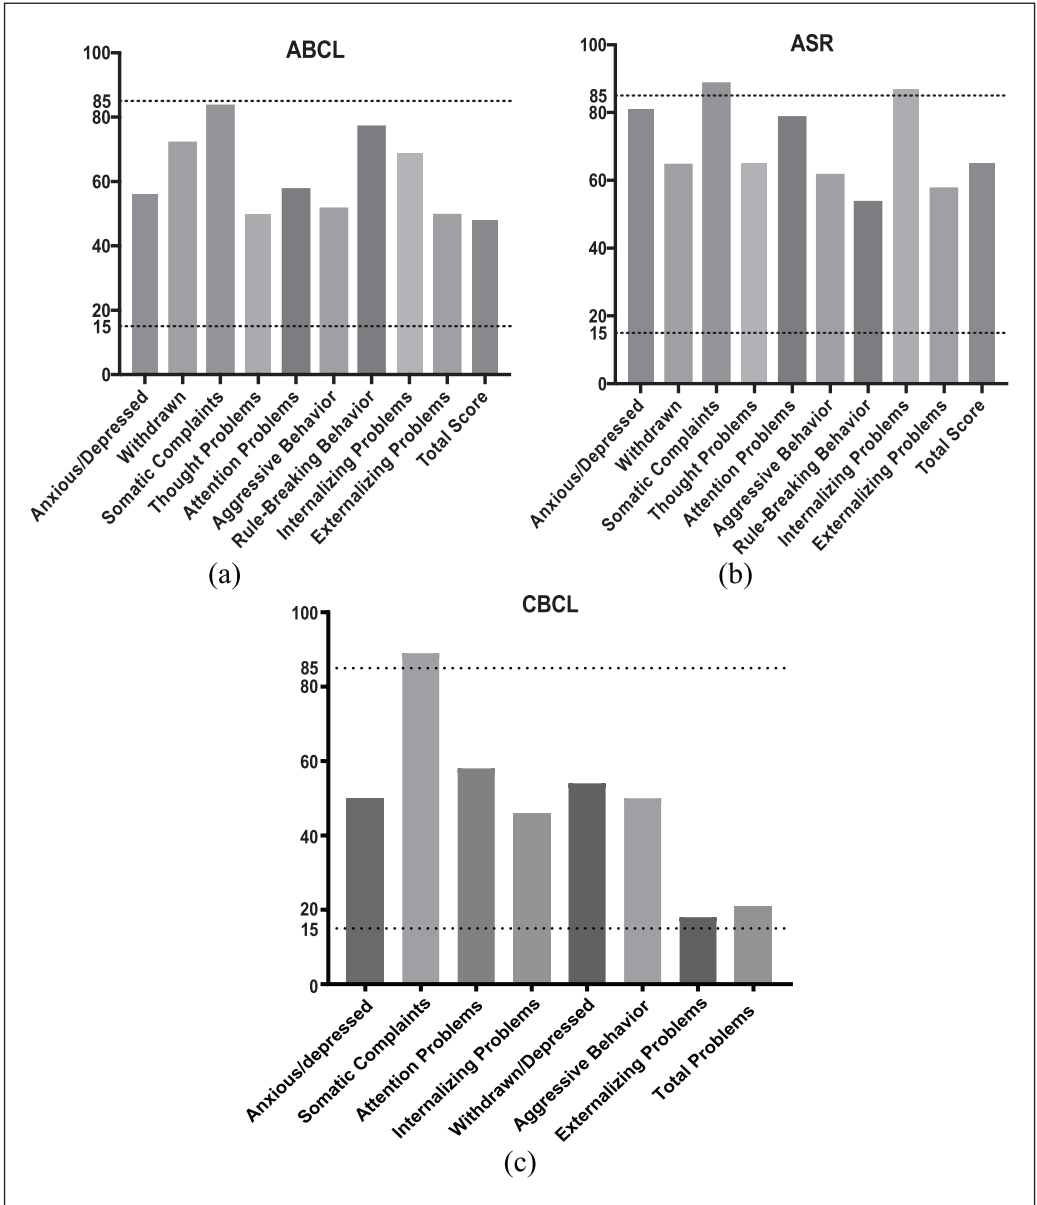 ABCL
100
85
80
60
40
20
15
0
Anxious/Depressed
Withdrawn
Somatic Complaints
Thought Problems
Attention Problems
Aggressive Behavior
Rule-Breaking Behavior
Internalizing Problems
Externalizing Problems
Total Score
(a)
ASR
100
85
80
60
40
20
15
0
Anxious/Depressed
Withdrawn
Somatic Complaints
Thought Problems
Attention Problems
Aggressive Behavior
Rule-Breaking Behavior
Internalizing Problems
Externalizing Problems
Total Score
(b)
CBCL
100
85
80
60
40
20
15
0
Anxious/depressed
Somatic Complaints
Attention Problems
Internalizing Problems
Withdrawn/Depressed
Aggressive Behavior
Externalizing Problems
Total Problems
(c)